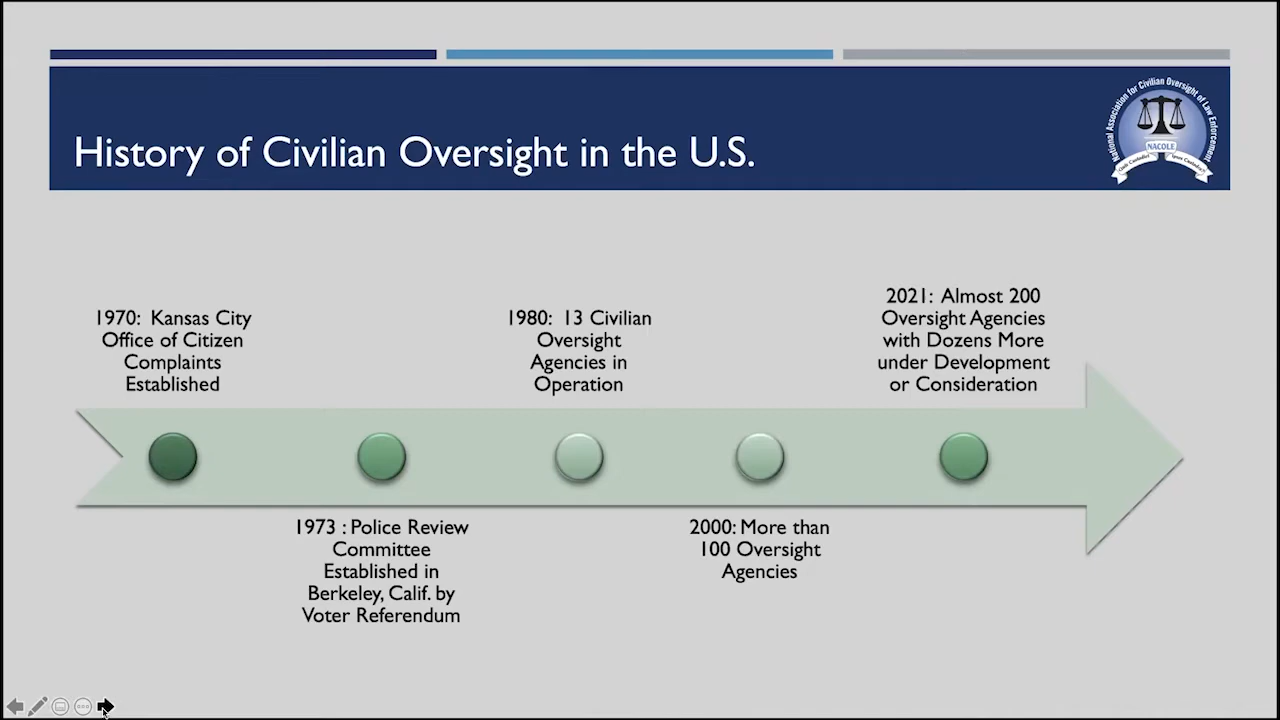 History of Civilian Oversight in the U.S.
National Association for Civilian Oversight of Law Enforcement
NACOLE
1970: Kansas City
Office of Citizen
Complaints
Established
1973 : Police Review
Committee
Established in
Berkeley, Calif. by
Voter Referendum
1980: 13 Civilian
Oversight
Agencies in
Operation
2000: More than
100 Oversight
Agencies
2021: Almost 200
Oversight Agencies
with Dozens More
under Development
or Consideration